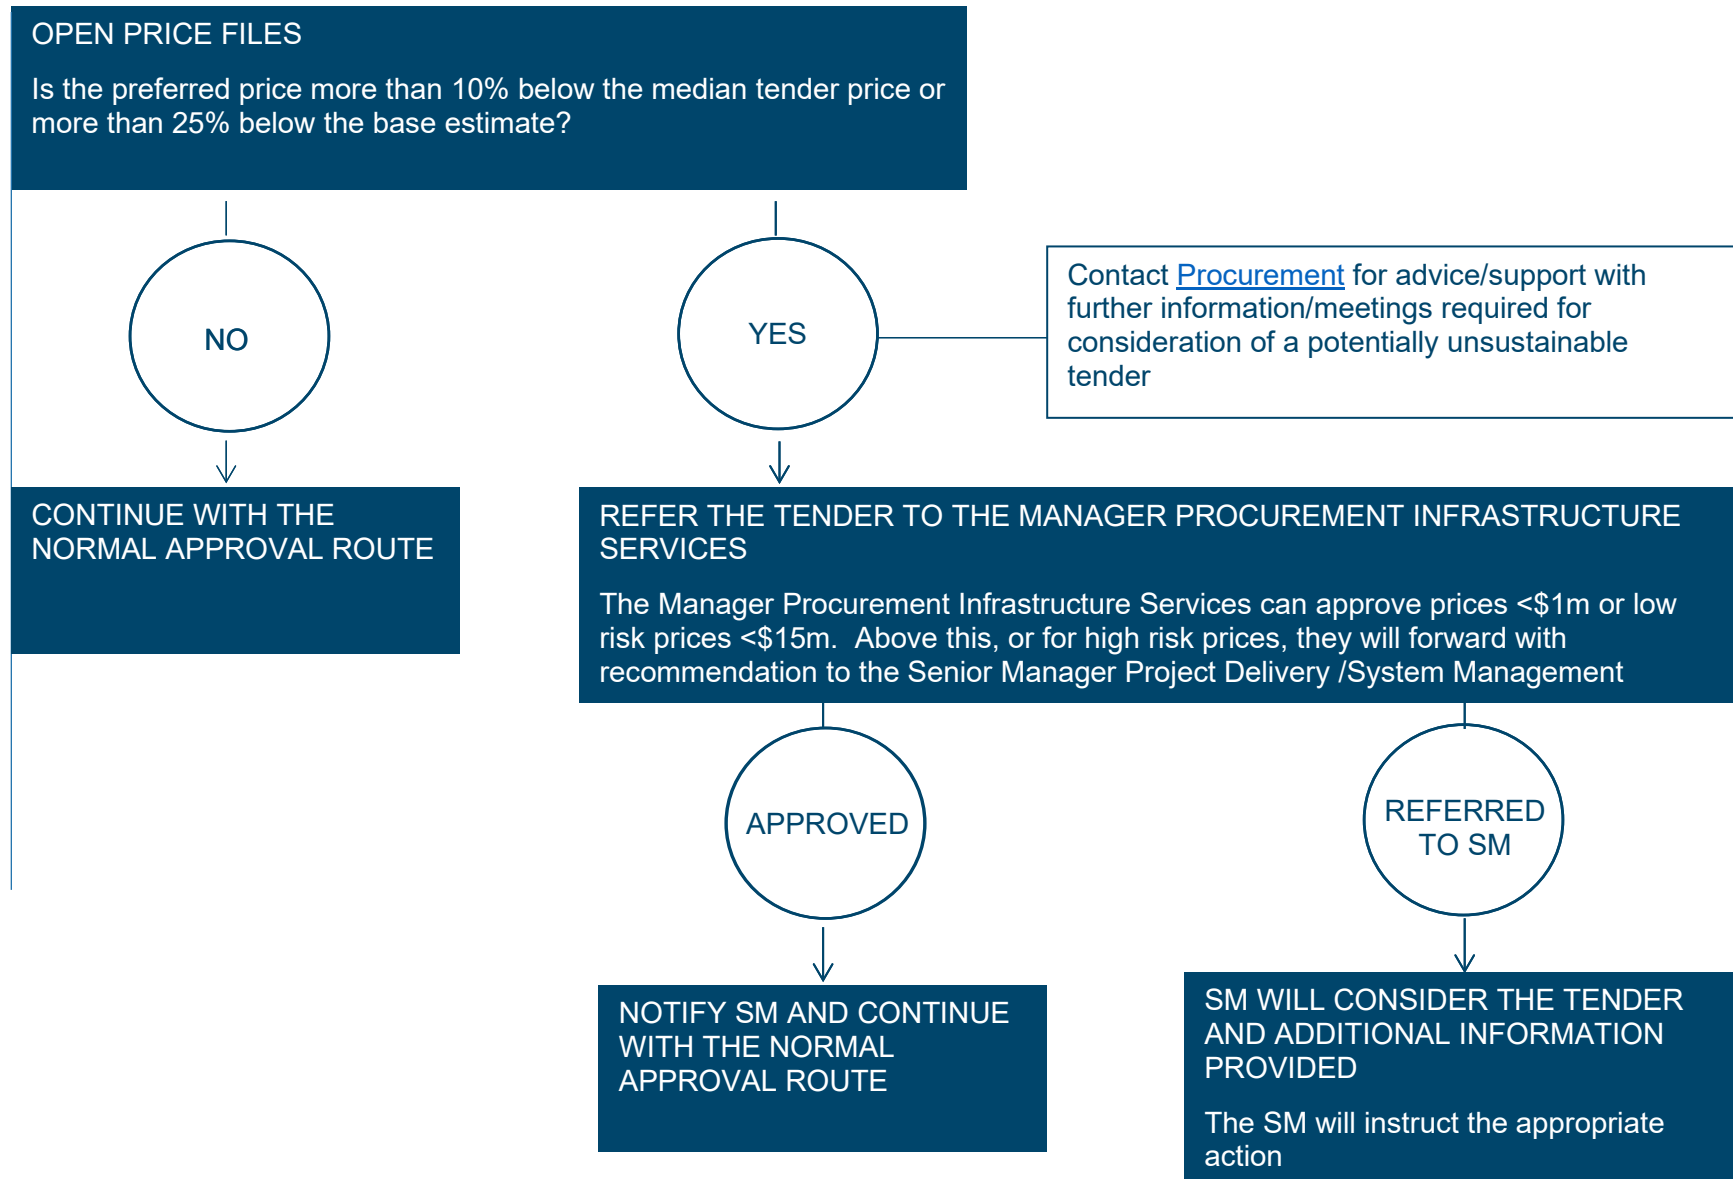 OPEN PRICE FILES
Is the preferred price more than 10% below the median tender price or
more than 25% below the base estimate?
NO
YES
Contact Procurement for advice/support with
further information/meetings required for
consideration of a potentially unsustainable
tender
CONTINUE WITH THE
NORMAL APPROVAL ROUTE
REFER THE TENDER TO THE MANAGER PROCUREMENT INFRASTRUCTURE
SERVICES
The Manager Procurement Infrastructure Services can approve prices <$1m or low
risk prices <$15m.  Above this, or for high risk prices, they will forward with
recommendation to the Senior Manager Project Delivery /System Management
APPROVED
REFERRED
TO SM
NOTIFY SM AND CONTINUE
WITH THE NORMAL
APPROVAL ROUTE
SM WILL CONSIDER THE TENDER
AND ADDITIONAL INFORMATION
PROVIDED
The SM will instruct the appropriate
action